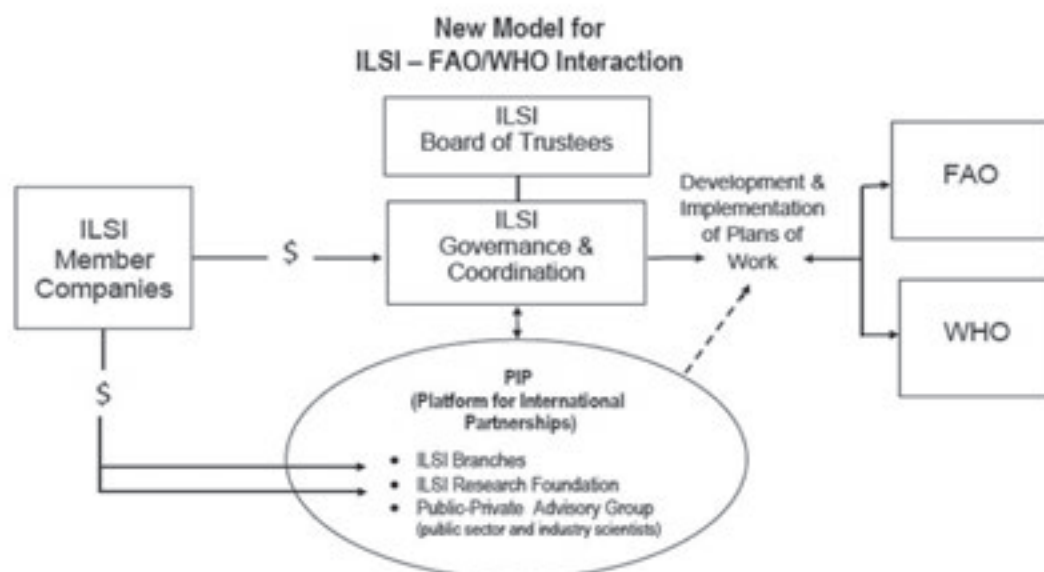 New Model for
ILSI – FAO/WHO Interaction
ILSI
Board of Trustees
ILSI
Member
Companies
$
ILSI
Governance &
Coordination
Development &
Implementation
of Plans of
Work
FAO
WHO
$
PIP
(Platform for International
Partnerships)
• ILSI Branches
• ILSI Research Foundation
• Public-Private Advisory Group
(public sector and industry scientists)